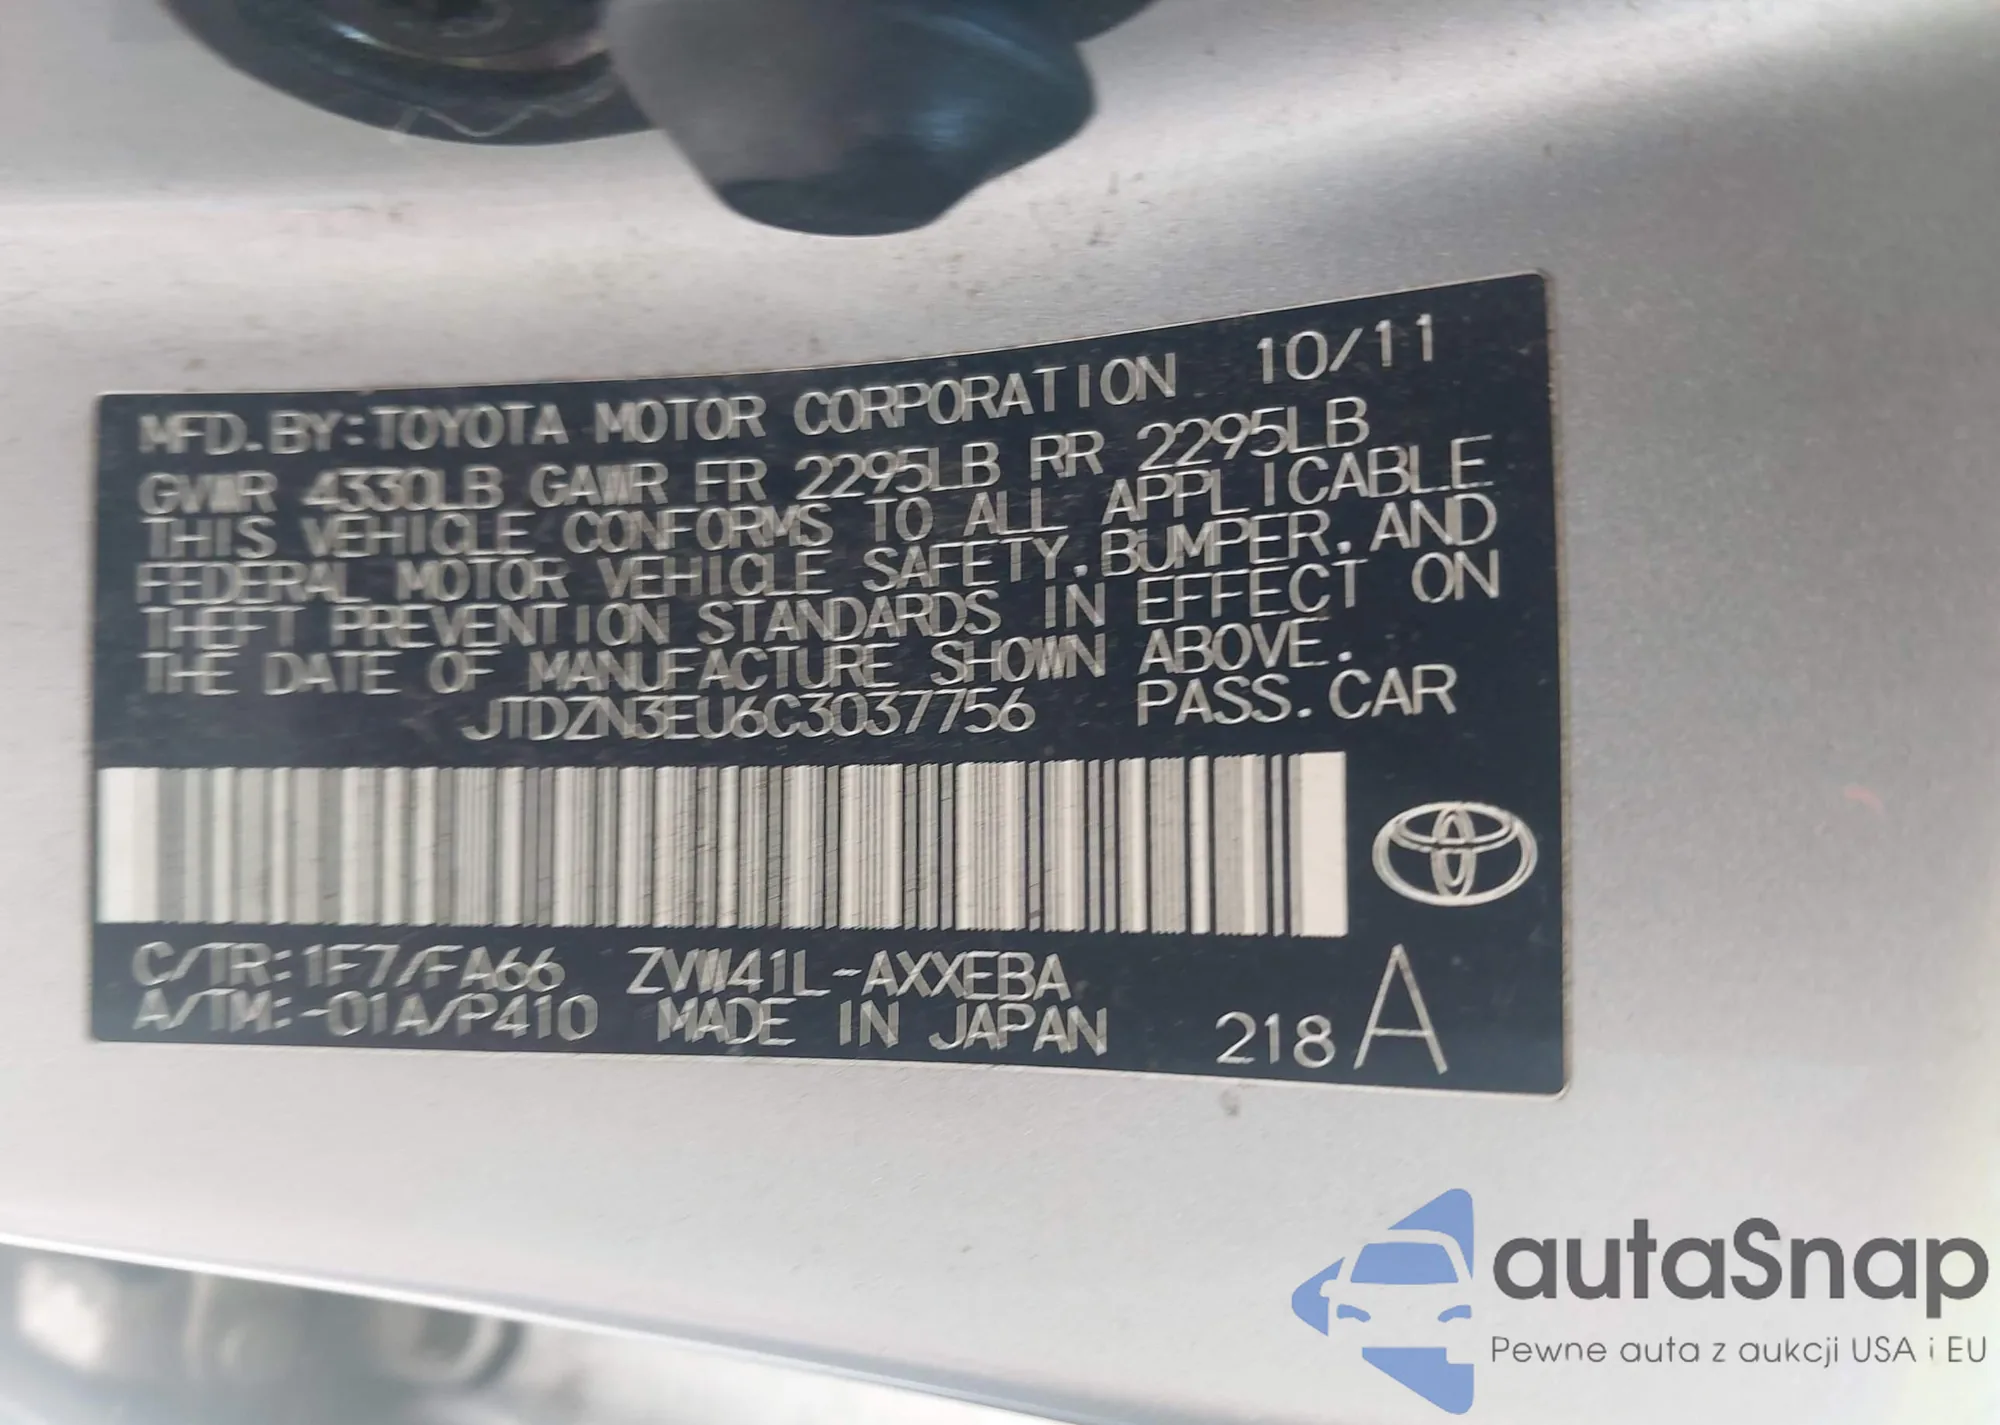 MFD.BY:TOYOTA MOTOR CORPORATION 10/11
GVWR 4330LB GAWR FR 2295LB RR 2295LB
THIS VEHICLE CONFORMS TO ALL APPLICABLE
FEDERAL MOTOR VEHICLE SAFETY,BUMPER,AND
THEFT PREVENTION STANDARDS IN EFFECT ON
THE DATE OF MANUFACTURE SHOWN ABOVE.
JTDZN3EU6C3037756 PASS.CAR
C/TR:1F7/FA66 ZVW41L-AXXEBA
A/TM:-01A/P410 MADE IN JAPAN 218 A
autaSnap
Pewne auta z aukcji USA i EU